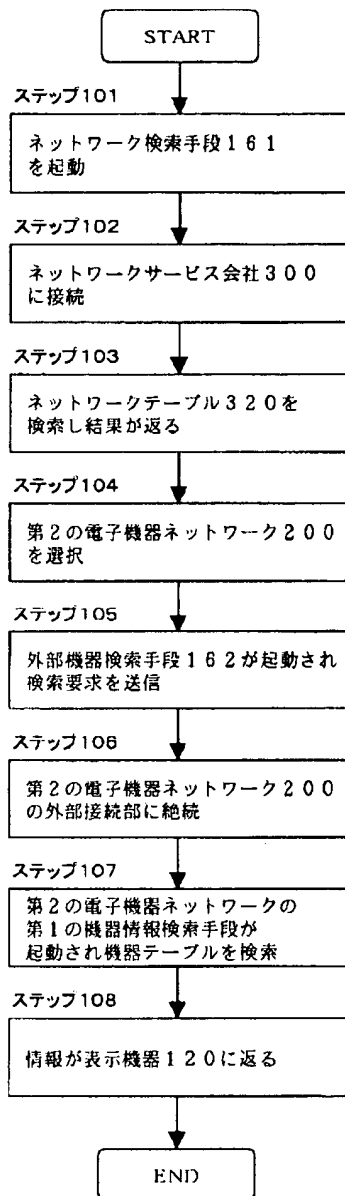 START
ステップ101
ネットワーク検索手段161
を起動
ステップ102
ネットワークサービス会社300
に接続
ステップ103
ネットワークテーブル320を
検索し結果が返る
ステップ104
第2の電子機器ネットワーク200
を選択
ステップ105
外部機器検索手段162が起動され
検索要求を送信
ステップ106
第2の電子機器ネットワーク200
の外部接続部に絶続
ステップ107
第2の電子機器ネットワークの
第1の機器情報検索手段が
起動され機器テーブルを検索
ステップ108
情報が表示機器120に返る
END